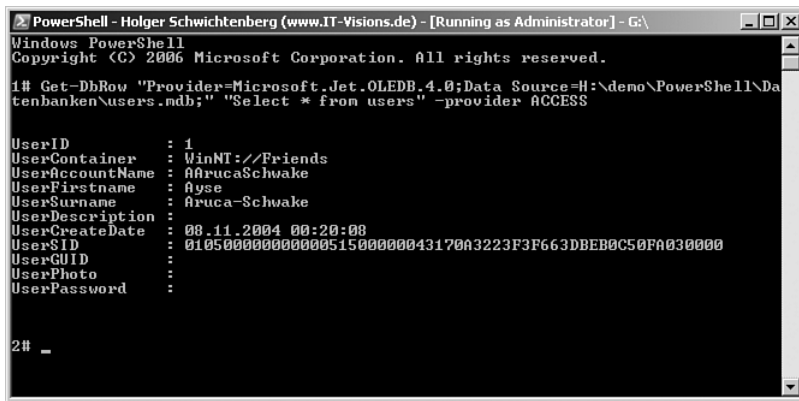 PowerShell - Holger Schwichtenberg (www.IT-Visions.de) - [Running as Administrator] - G:\
Windows PowerShell
Copyright (C) 2006 Microsoft Corporation. All rights reserved.
1# Get-DbRow "Provider=Microsoft.Jet.OLEDB.4.0;Data Source=H:\demo\PowerShell\Da
tenbanken\users.mdb;" "Select * from users" -provider ACCESS
UserID : 1
UserContainer : WinNT://Friends
UserAccountName : AArucaSchwake
UserFirstname : Ayse
UserSurname : Aruca-Schwake
UserDescription :
UserCreateDate : 08.11.2004 00:20:08
UserSID : 01050000000000051500000043170A3223F3F663DBEB0C50FA030000
UserGUID :
UserPhoto :
UserPassword :
2# _